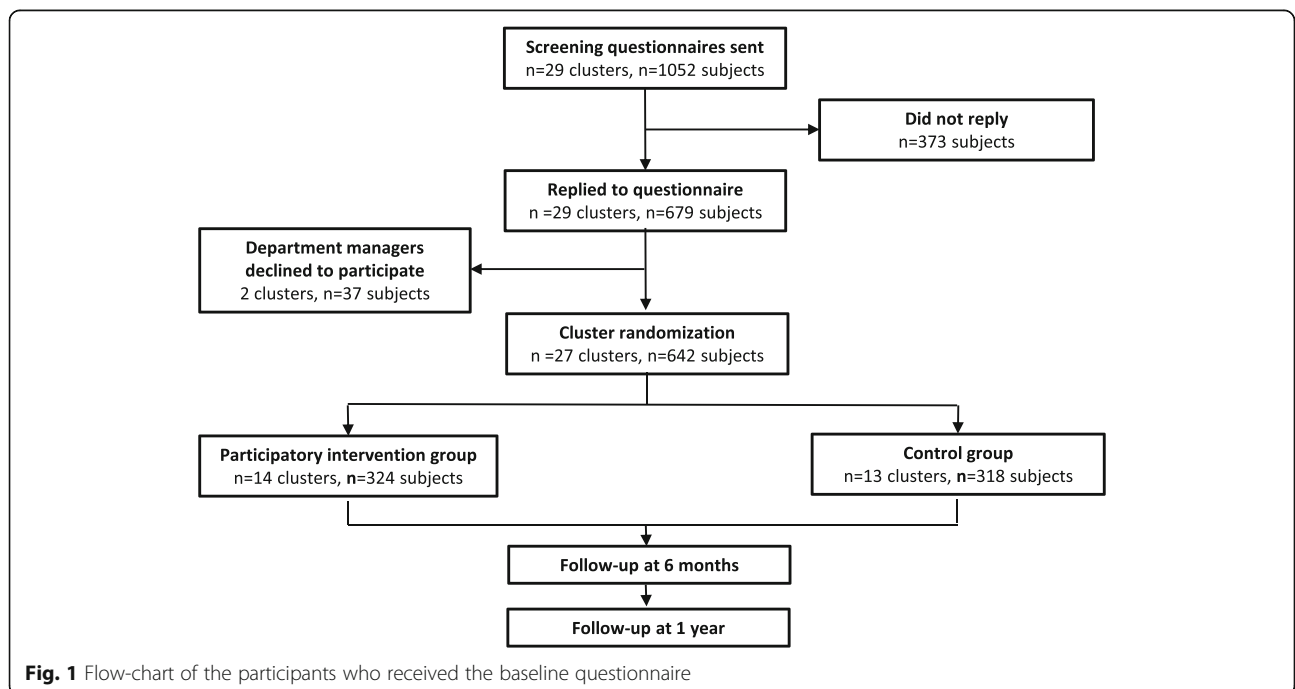 Screening questionnaires sent
n=29 clusters, n=1052 subjects
Did not reply
n=373 subjects
Replied to questionnaire
n =29 clusters, n=679 subjects
Department managers
declined to participate
2 clusters, n=37 subjects
Cluster randomization
n =27 clusters, n=642 subjects
Participatory intervention group
n=14 clusters, n=324 subjects
Control group
n=13 clusters, n=318 subjects
Follow-up at 6 months
Follow-up at 1 year
Fig. 1 Flow-chart of the participants who received the baseline questionnaire